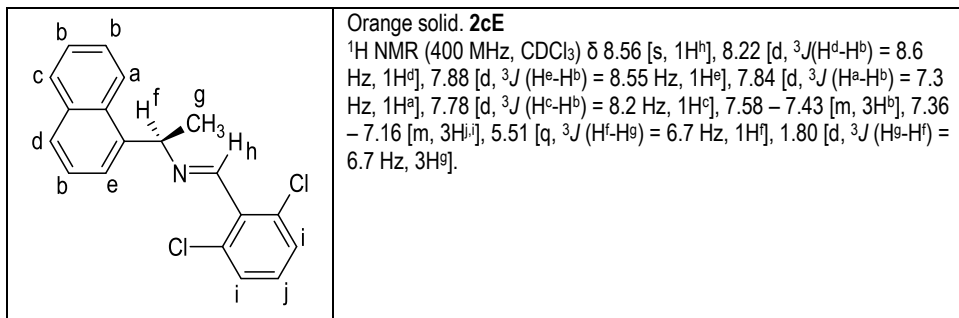 Orange solid. 2cE
¹H NMR (400 MHz, CDCl₃) δ 8.56 [s, 1Hʰ], 8.22 [d, ³J(Hᵈ-Hᵇ) = 8.6
Hz, 1Hᵈ], 7.88 [d, ³J (Hᵉ-Hᵇ) = 8.55 Hz, 1Hᵉ], 7.84 [d, ³J (Hᵃ-Hᵇ) = 7.3
Hz, 1Hᵃ], 7.78 [d, ³J (Hᶜ-Hᵇ) = 8.2 Hz, 1Hᶜ], 7.58 – 7.43 [m, 3Hᵇ], 7.36
– 7.16 [m, 3Hʲ,ⁱ], 5.51 [q, ³J (Hᶠ-Hᵍ) = 6.7 Hz, 1Hᶠ], 1.80 [d, ³J (Hᵍ-Hᶠ) =
6.7 Hz, 3Hᵍ].
b b
c a
H f g
CH₃
d H
h
b e N
Cl
Cl i
i j